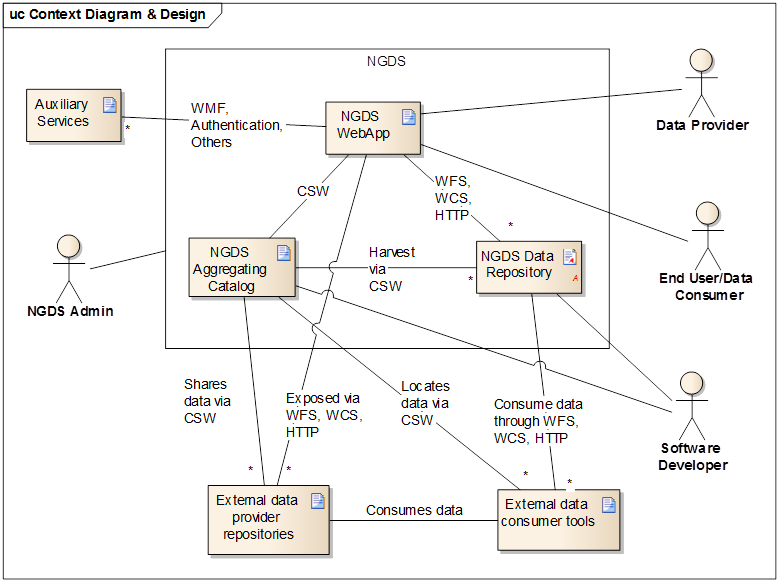 uc Context Diagram & Design
NGDS
Auxiliary
Services
*
WMF,
Authentication,
Others
NGDS
WebApp
Data Provider
CSW
WFS,
WCS,
HTTP
*
NGDS Admin
NGDS
Aggregating
Catalog
Harvest
via
CSW
*
NGDS Data
Repository
A
End User/Data
Consumer
Shares
data via
CSW
*
Exposed via
WFS, WCS,
HTTP
*
Locates
data via
CSW
*
Consume data
through WFS,
WCS, HTTP
*
Software
Developer
External data
provider
repositories
Consumes data
External data
consumer tools